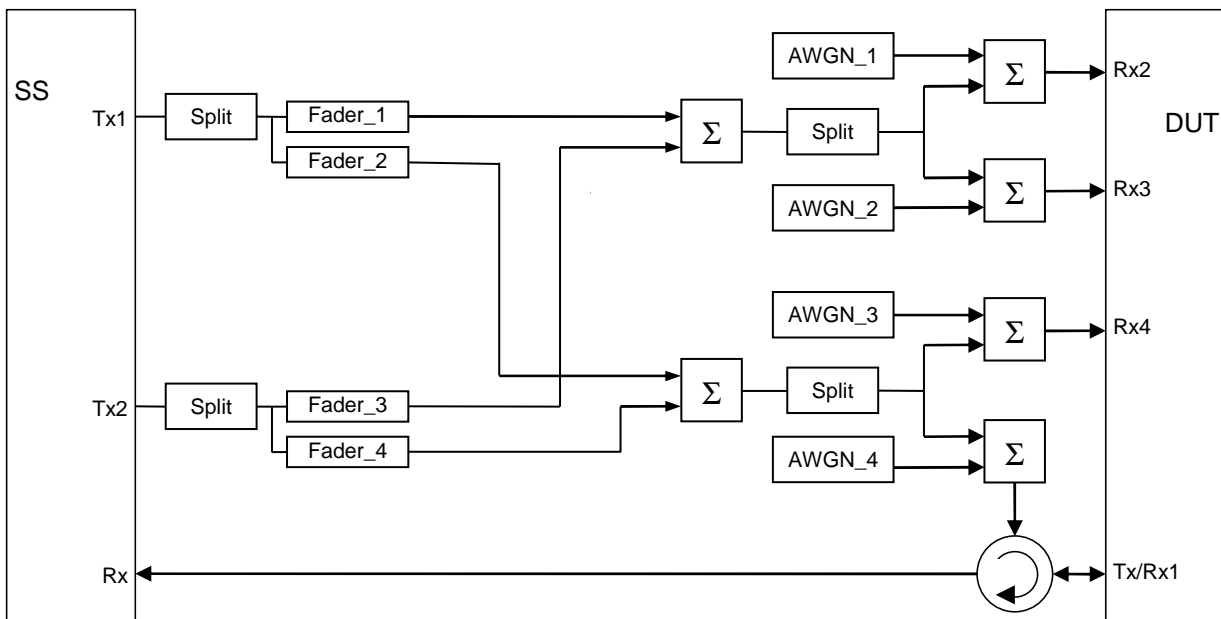 SS
Tx1
Split
Fader_1
Fader_2
Σ
Split
AWGN_1
Σ
Rx2
DUT
AWGN_2
Σ
Rx3
AWGN_3
Σ
Rx4
Tx2
Split
Fader_3
Fader_4
Σ
Split
AWGN_4
Σ
Rx
Tx/Rx1